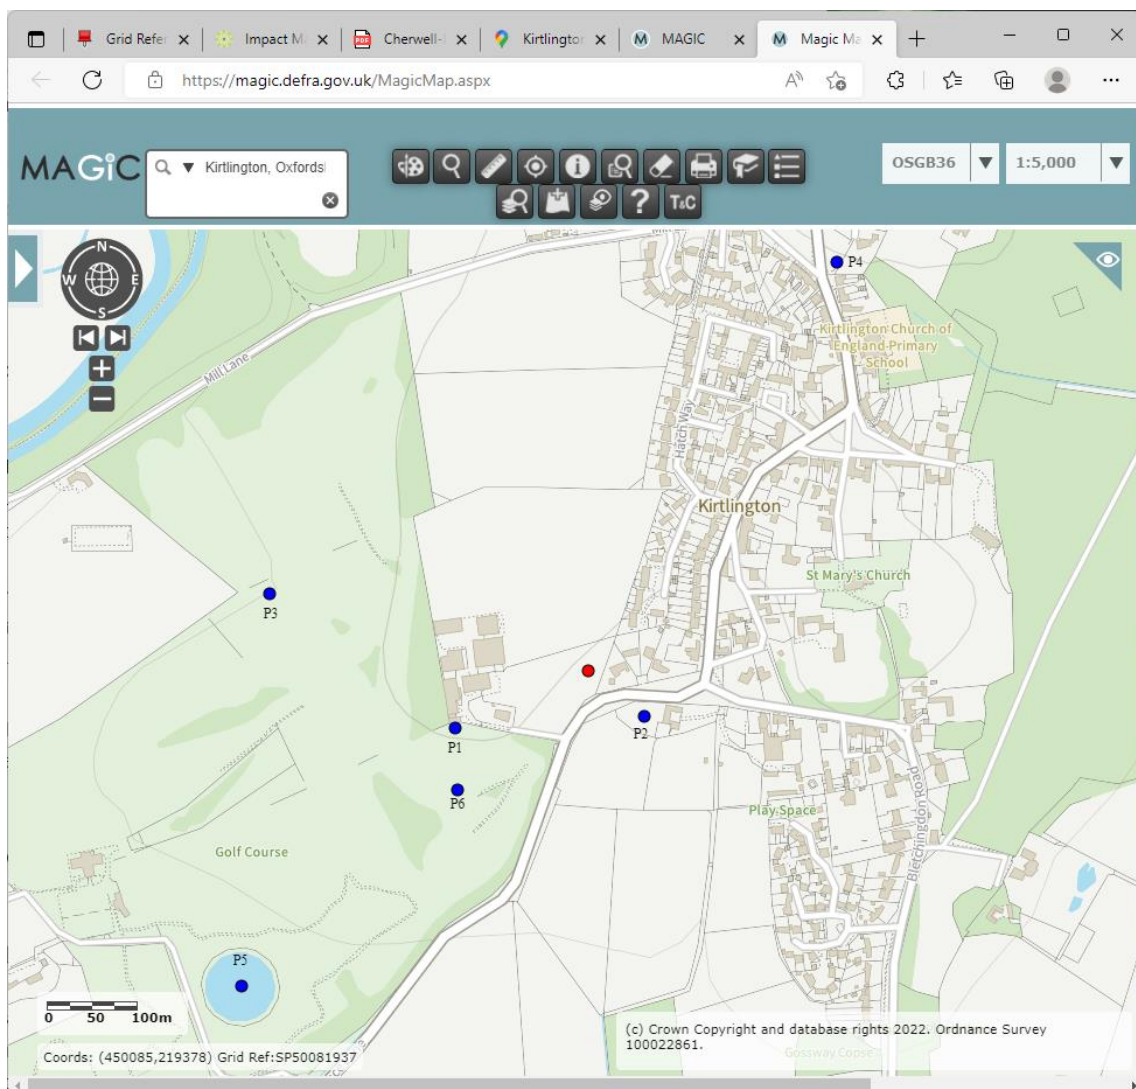 Grid Refer
Impact M
Cherwell-
Kirtlington
MAGIC
Magic Ma
https://magic.defra.gov.uk/MagicMap.aspx
MAGiC
Kirtlington, Oxfords
OSGB36
1:5,000
T&C
N
W
E
S
P4
Kirtlington Church of
England Primary
School
Mill Lane
Hatch Way
Kirtlington
St Mary's Church
P3
P1
P2
P6
Play Space
Bletchingdon Road
Golf Course
P5
0 50 100m
(c) Crown Copyright and database rights 2022. Ordnance Survey
100022861.
Coords: (450085,219378) Grid Ref:SP50081937
Gossway Copse